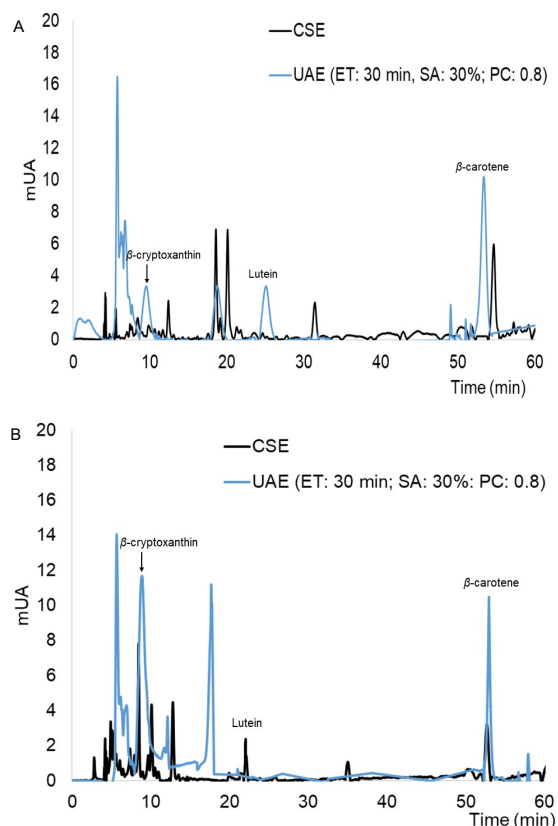 A
20
18
16
14
12
10
8
6
4
2
0
mUA
CSE
UAE (ET: 30 min, SA: 30%; PC: 0.8)
β-carotene
β-cryptoxanthin
Lutein
0 10 20 30 40 50 60
Time (min)
B
20
18
16
14
12
10
8
6
4
2
0
mUA
CSE
UAE (ET: 30 min; SA: 30%: PC: 0.8)
β-cryptoxanthin
β-carotene
Lutein
0 10 20 30 40 50 60
Time (min)